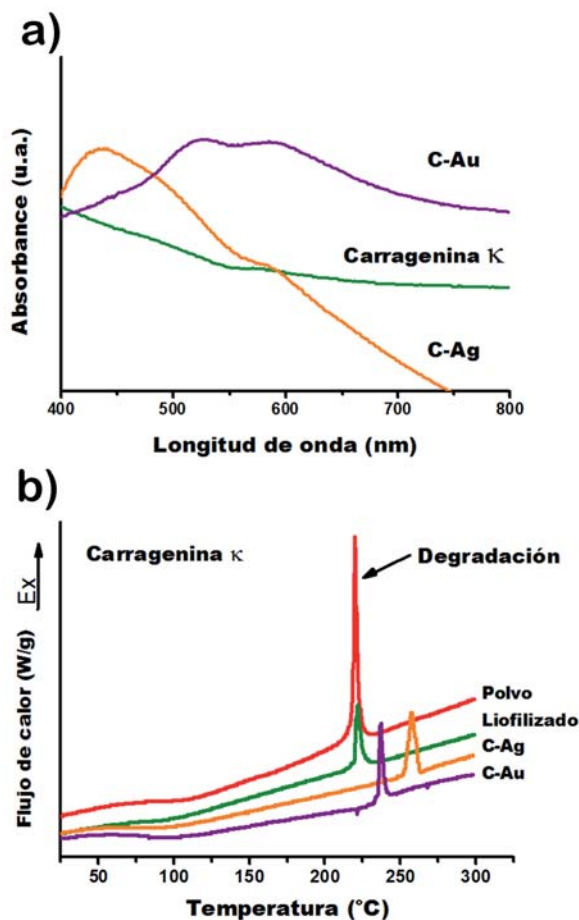 a)
Absorbance (u.a.)
C-Au
Carragenina κ
C-Ag
400 500 600 700 800
Longitud de onda (nm)
b)
Flujo de calor (W/g)
Ex
Carragenina κ
Degradación
Polvo
Liofilizado
C-Ag
C-Au
50 100 150 200 250 300
Temperatura (°C)